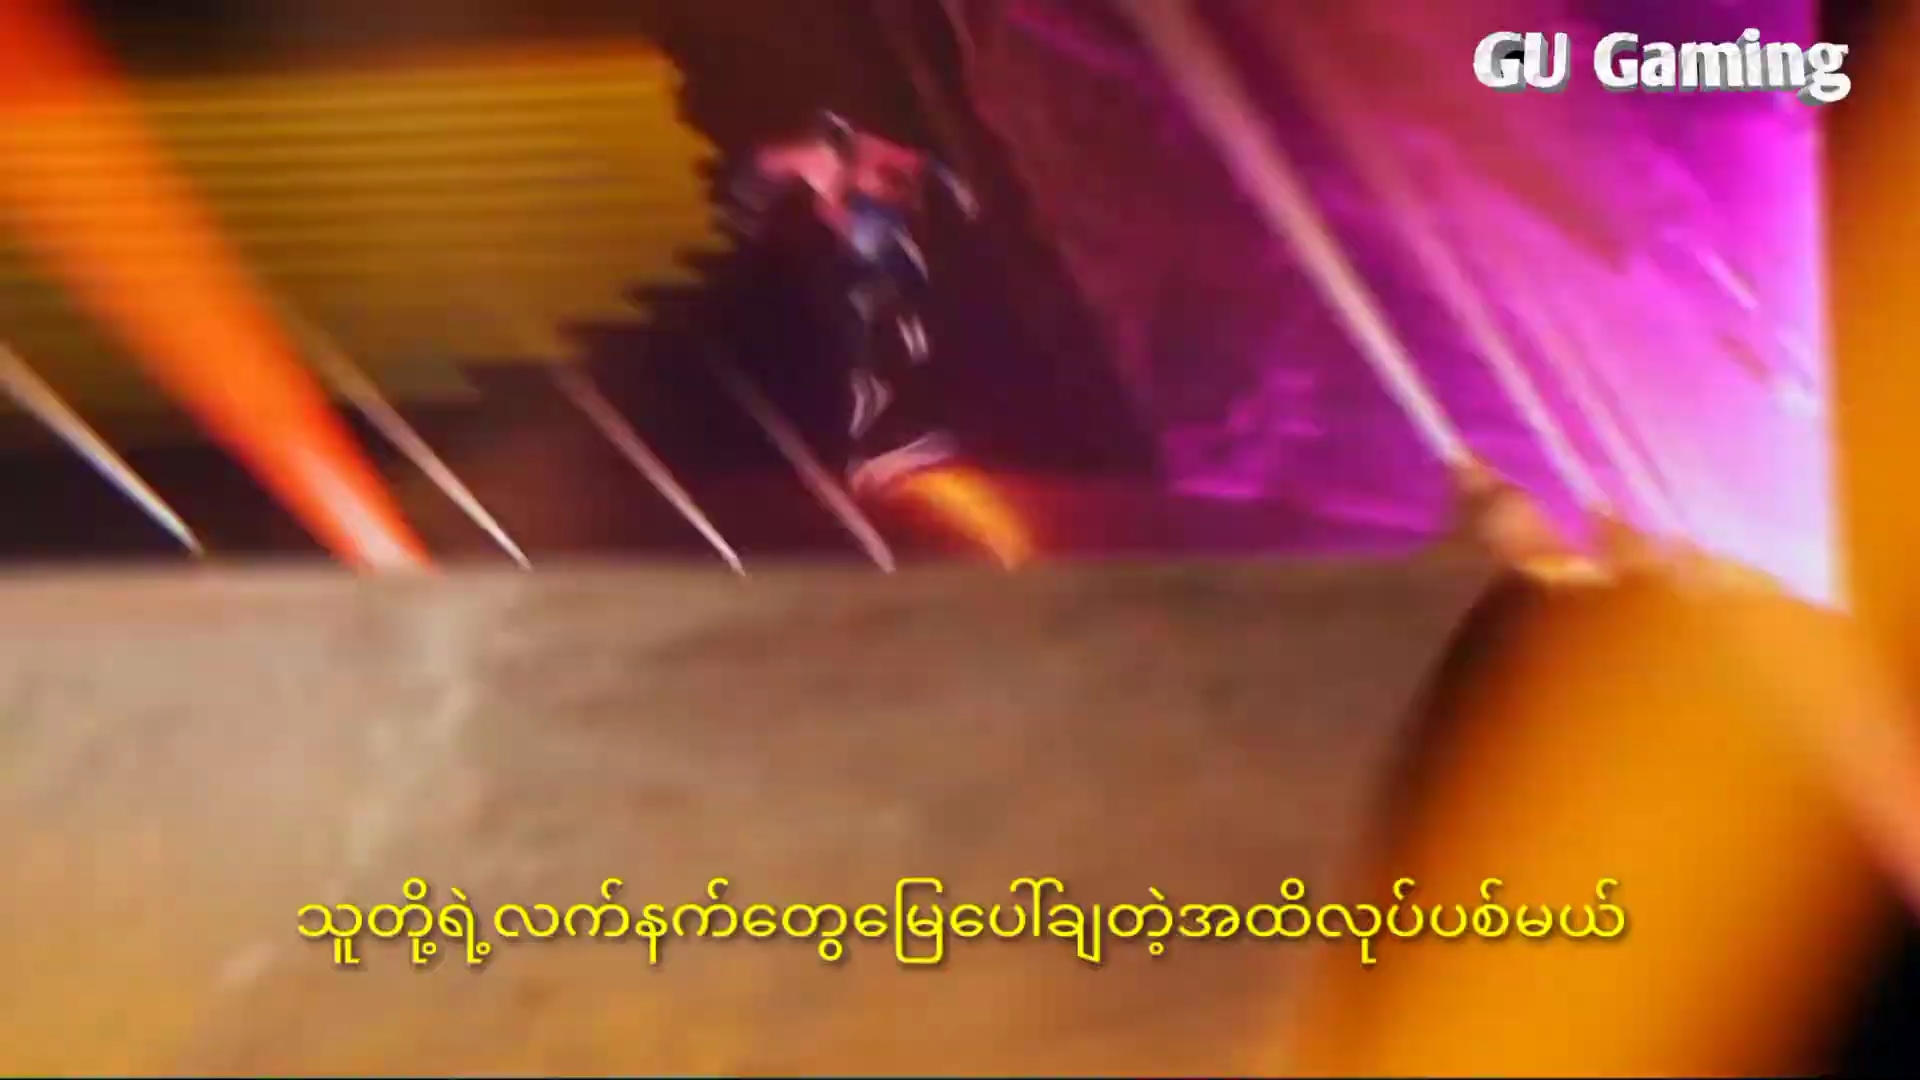 GU Gaming
သူတို့ရဲ့လက်နက်တွေမြေပေါ်ချတဲ့အထိလုပ်ပစ်မယ်